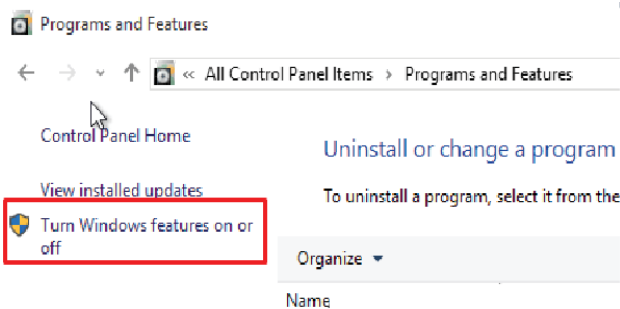 Programs and Features
« All Control Panel Items > Programs and Features
Control Panel Home
Uninstall or change a program
View installed updates
To uninstall a program, select it from the
Turn Windows features on or
off
Organize
Name